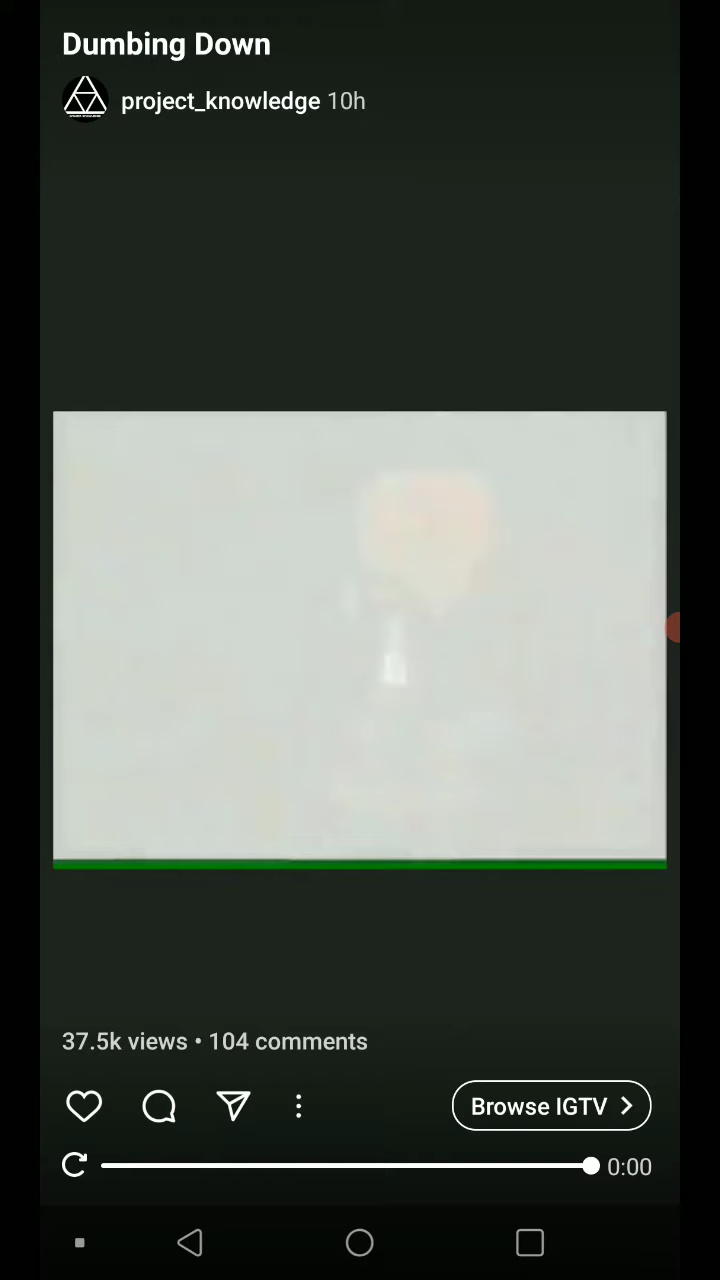 Dumbing Down
project_knowledge 10h
37.5k views • 104 comments
Browse IGTV
0:00